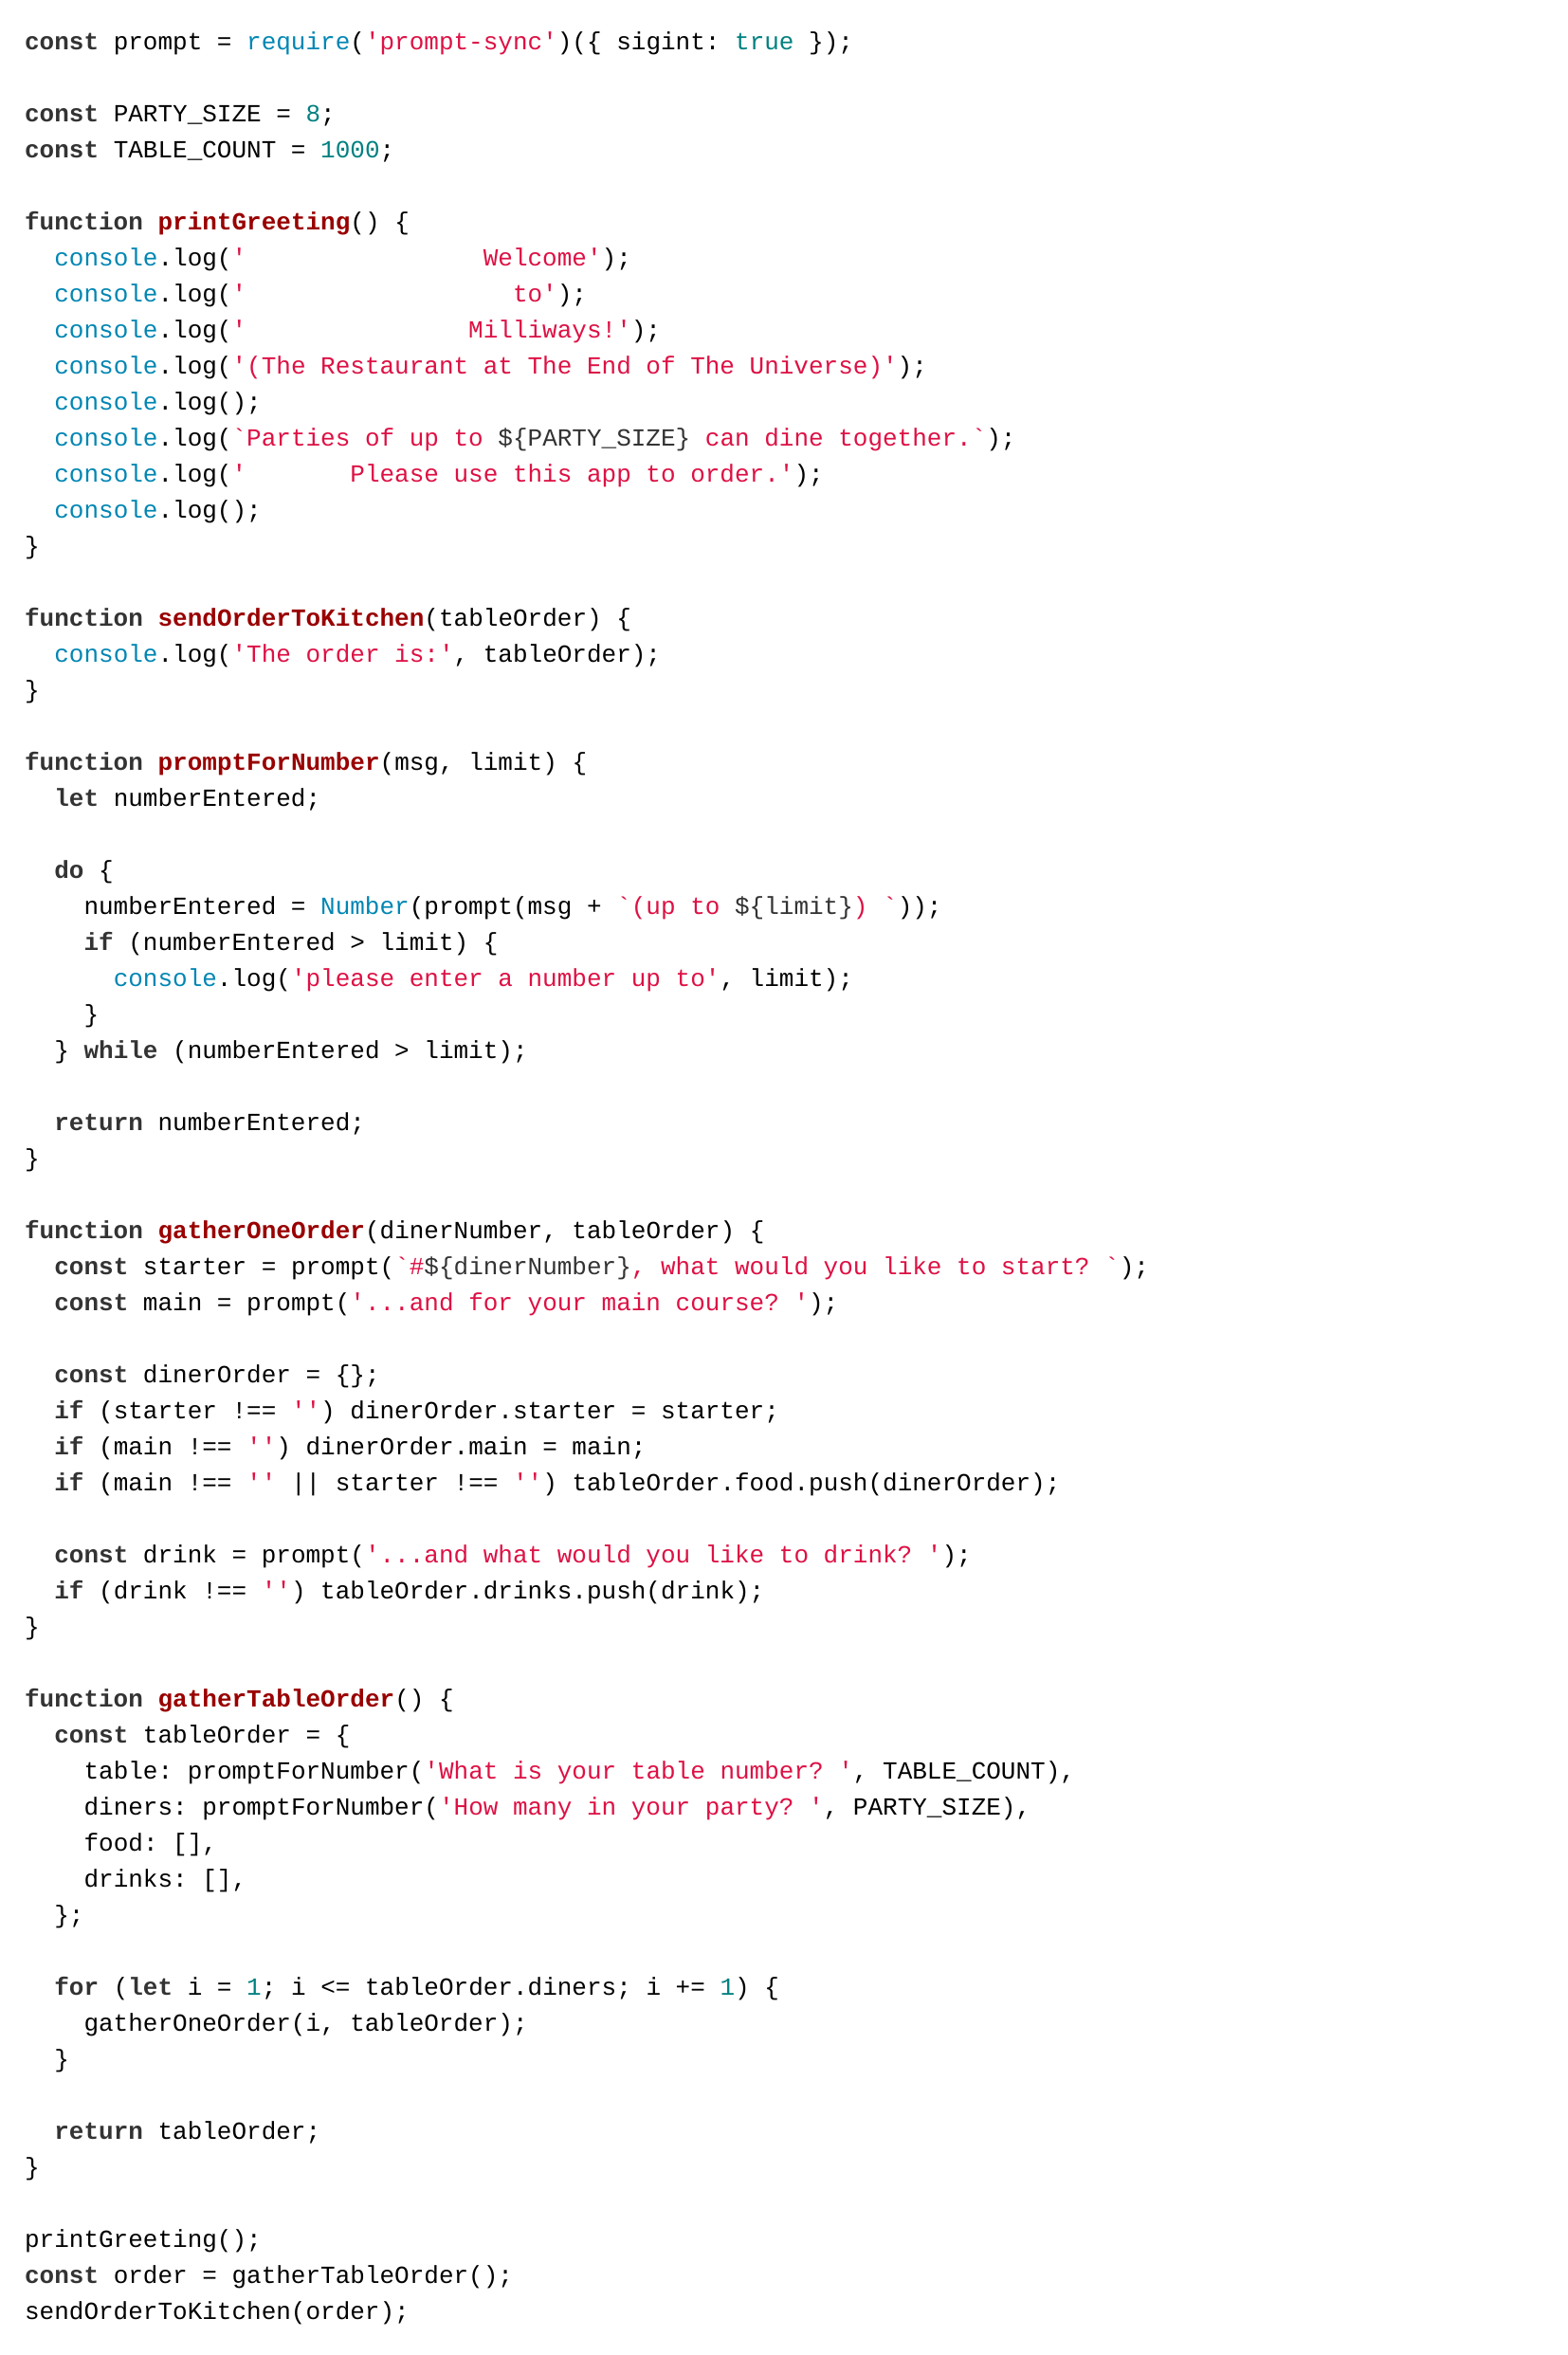 const prompt = require('prompt-sync')({ sigint: true });

const PARTY_SIZE = 8;
const TABLE_COUNT = 1000;

function printGreeting() {
  console.log('                Welcome');
  console.log('                  to');
  console.log('               Milliways!');
  console.log('(The Restaurant at The End of The Universe)');
  console.log();
  console.log(`Parties of up to ${PARTY_SIZE} can dine together.`);
  console.log('       Please use this app to order.');
  console.log();
}

function sendOrderToKitchen(tableOrder) {
  console.log('The order is:', tableOrder);
}

function promptForNumber(msg, limit) {
  let numberEntered;

  do {
    numberEntered = Number(prompt(msg + `(up to ${limit}) `));
    if (numberEntered > limit) {
      console.log('please enter a number up to', limit);
    }
  } while (numberEntered > limit);

  return numberEntered;
}

function gatherOneOrder(dinerNumber, tableOrder) {
  const starter = prompt(`#${dinerNumber}, what would you like to start? `);
  const main = prompt('...and for your main course? ');

  const dinerOrder = {};
  if (starter !== '') dinerOrder.starter = starter;
  if (main !== '') dinerOrder.main = main;
  if (main !== '' || starter !== '') tableOrder.food.push(dinerOrder);

  const drink = prompt('...and what would you like to drink? ');
  if (drink !== '') tableOrder.drinks.push(drink);
}

function gatherTableOrder() {
  const tableOrder = {
    table: promptForNumber('What is your table number? ', TABLE_COUNT),
    diners: promptForNumber('How many in your party? ', PARTY_SIZE),
    food: [],
    drinks: [],
  };

  for (let i = 1; i <= tableOrder.diners; i += 1) {
    gatherOneOrder(i, tableOrder);
  }

  return tableOrder;
}

printGreeting();
const order = gatherTableOrder();
sendOrderToKitchen(order);